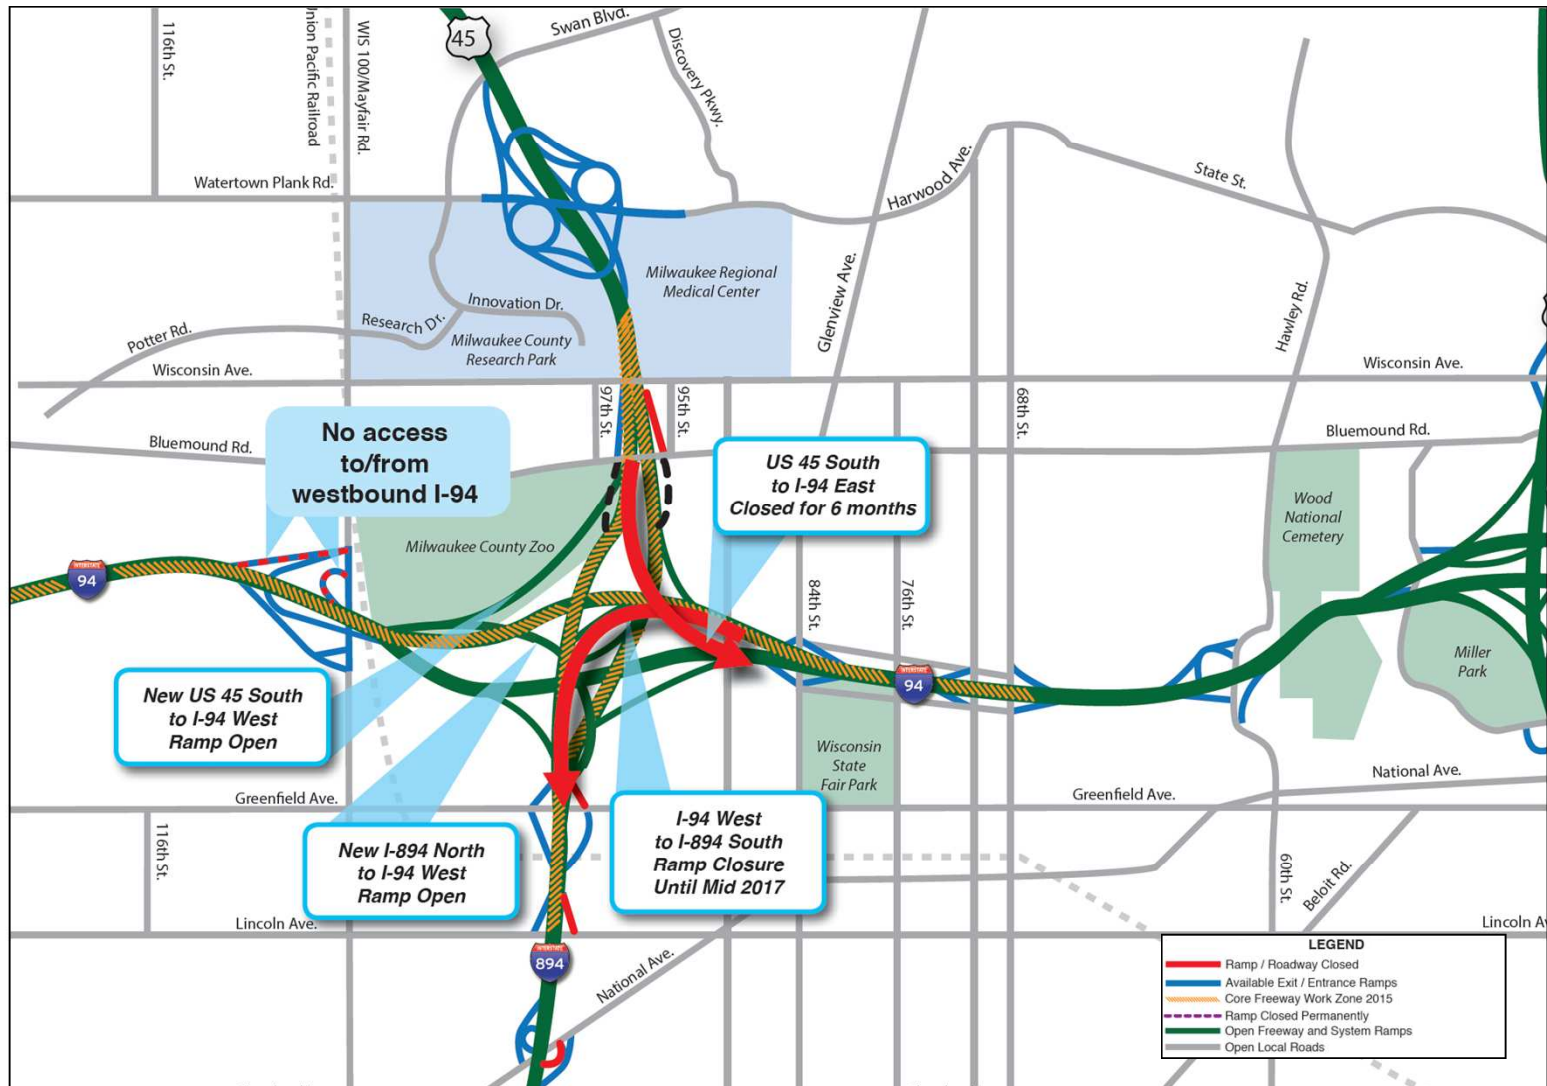 116th St.
Union Pacific Railroad
WIS 100/Mayfair Rd.
45
Swan Blvd.
Discovery Pkwy.
Watertown Plank Rd.
Harwood Ave.
State St.
Milwaukee Regional
Medical Center
Glenview Ave.
Hawley Rd.
Innovation Dr.
Research Dr.
Potter Rd.
Milwaukee County
Research Park
Wisconsin Ave.
Wisconsin Ave.
97th St.
95th St.
68th St.
Bluemound Rd.
Bluemound Rd.
No access
to/from
westbound I-94
US 45 South
to I-94 East
Closed for 6 months
Wood
National
Cemetery
Milwaukee County Zoo
INTERSTATE
94
84th St.
76th St.
INTERSTATE
94
Miller
Park
New US 45 South
to I-94 West
Ramp Open
Wisconsin
State
Fair Park
National Ave.
Greenfield Ave.
Greenfield Ave.
I-94 West
to I-894 South
Ramp Closure
Until Mid 2017
New I-894 North
to I-94 West
Ramp Open
116th St.
60th St.
Beloit Rd.
Lincoln Ave.
Lincoln Av
INTERSTATE
894
National Ave.
LEGEND
Ramp / Roadway Closed
Available Exit / Entrance Ramps
Core Freeway Work Zone 2015
Ramp Closed Permanently
Open Freeway and System Ramps
Open Local Roads